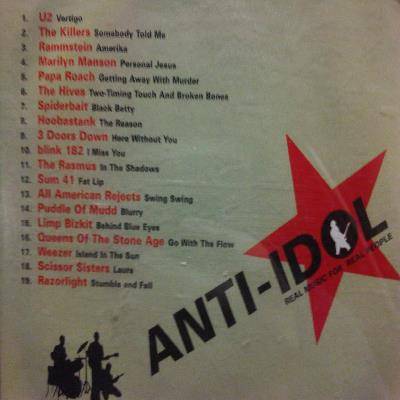 1. U2 Vertigo
2. The Killers Somebody Told Me
3. Rammstein Amerika
4. Marilyn Manson Personal Jesus
5. Papa Roach Getting Away With Murder
6. The Hives Two-Timing Touch And Broken Bones
7. Spiderbait Black Betty
8. Hoobastank The Reason
9. 3 Doors Down Here Without You
10. blink 182 I Miss You
11. The Rasmus In The Shadows
12. Sum 41 Fat Lip
13. All American Rejects Swing Swing
14. Puddle Of Mudd Blurry
15. Limp Bizkit Behind Blue Eyes
16. Queens Of The Stone Age Go With The Flow
17. Weezer Island In The Sun
18. Scissor Sisters Laura
19. Razorlight Stumble and Fall
ANTI-IDOL
REAL MUSIC FOR REAL PEOPLE